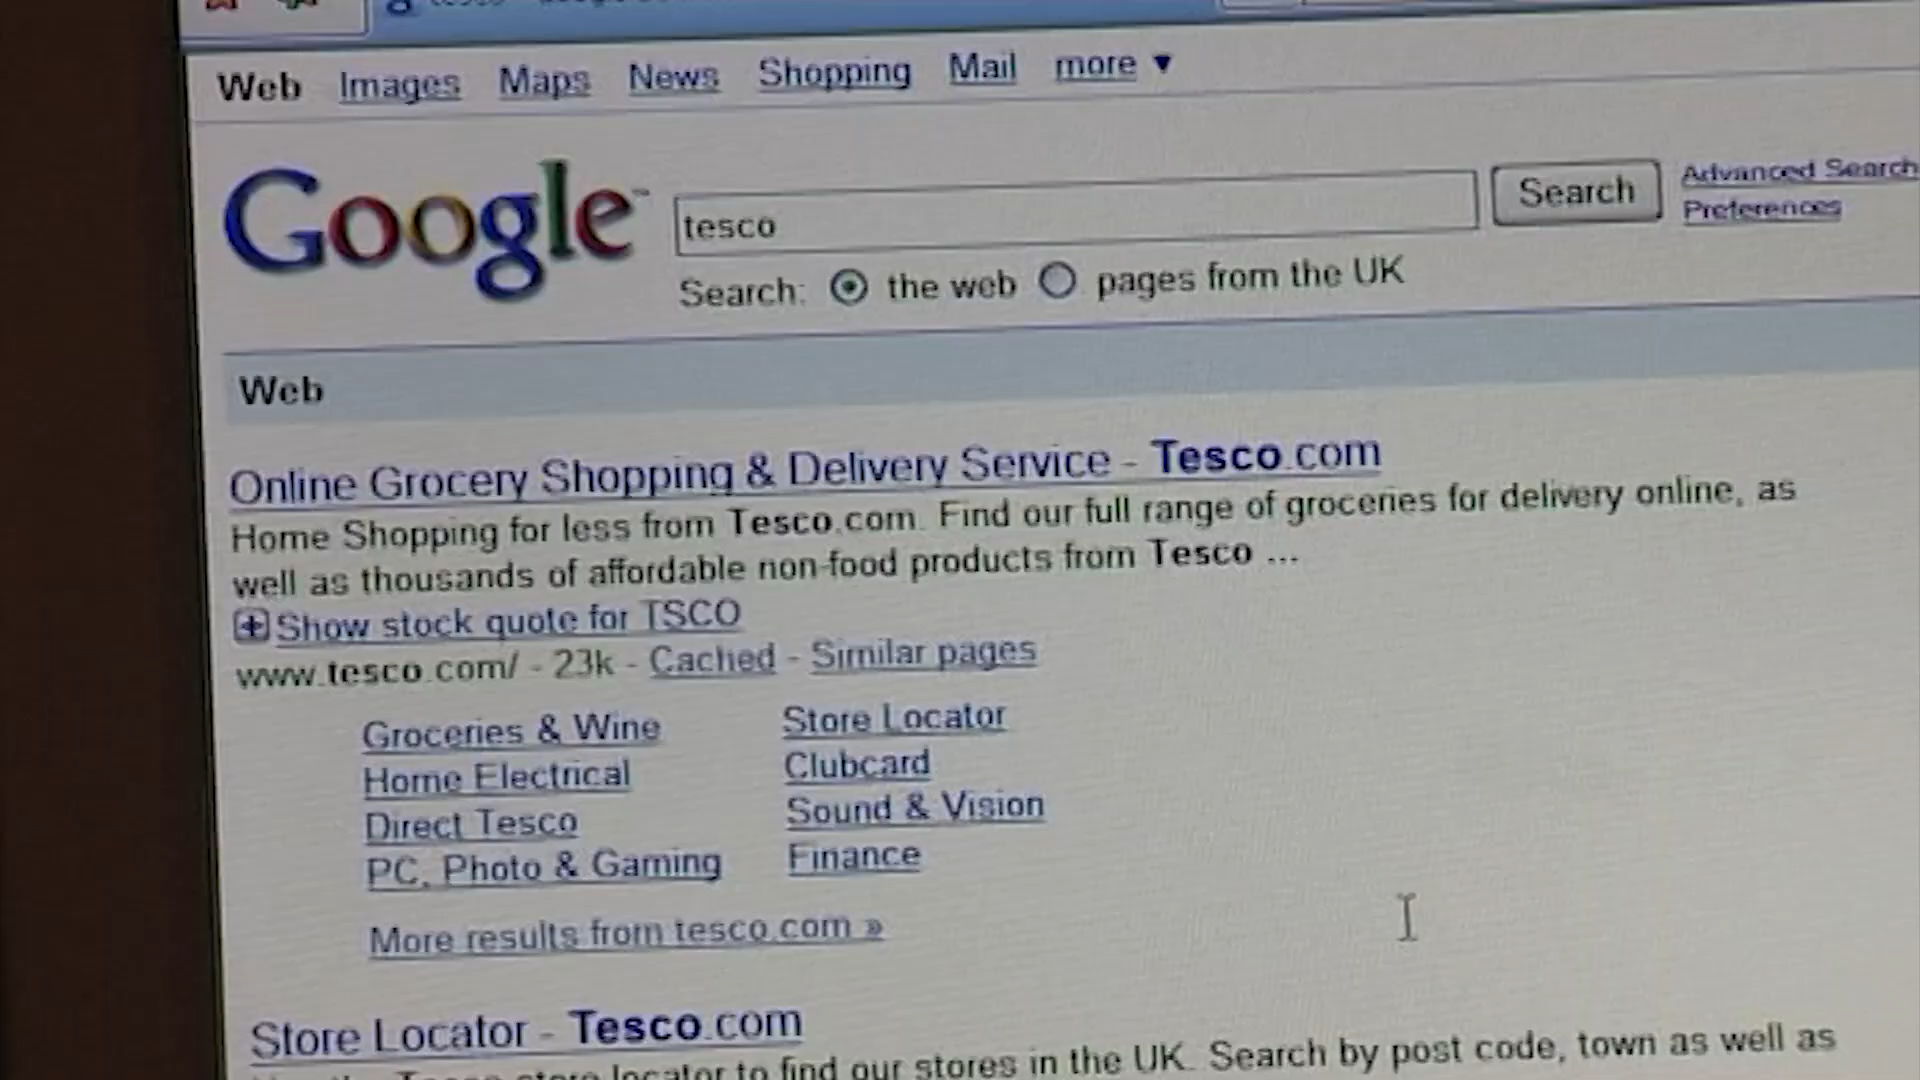 Web Images Maps News Shopping Mail more ▼
Google™
tesco
Search
Advanced Search
Preferences
Search: the web pages from the UK
Web
Online Grocery Shopping & Delivery Service - Tesco.com
Home Shopping for less from Tesco.com. Find our full range of groceries for delivery online, as
well as thousands of affordable non-food products from Tesco ...
Show stock quote for TSCO
www.tesco.com/ - 23k - Cached - Similar pages
Groceries & Wine
Home Electrical
Direct Tesco
PC, Photo & Gaming
Store Locator
Clubcard
Sound & Vision
Finance
More results from tesco.com »
Store Locator - Tesco.com
Tesco store locator to find our stores in the UK. Search by post code, town as well as